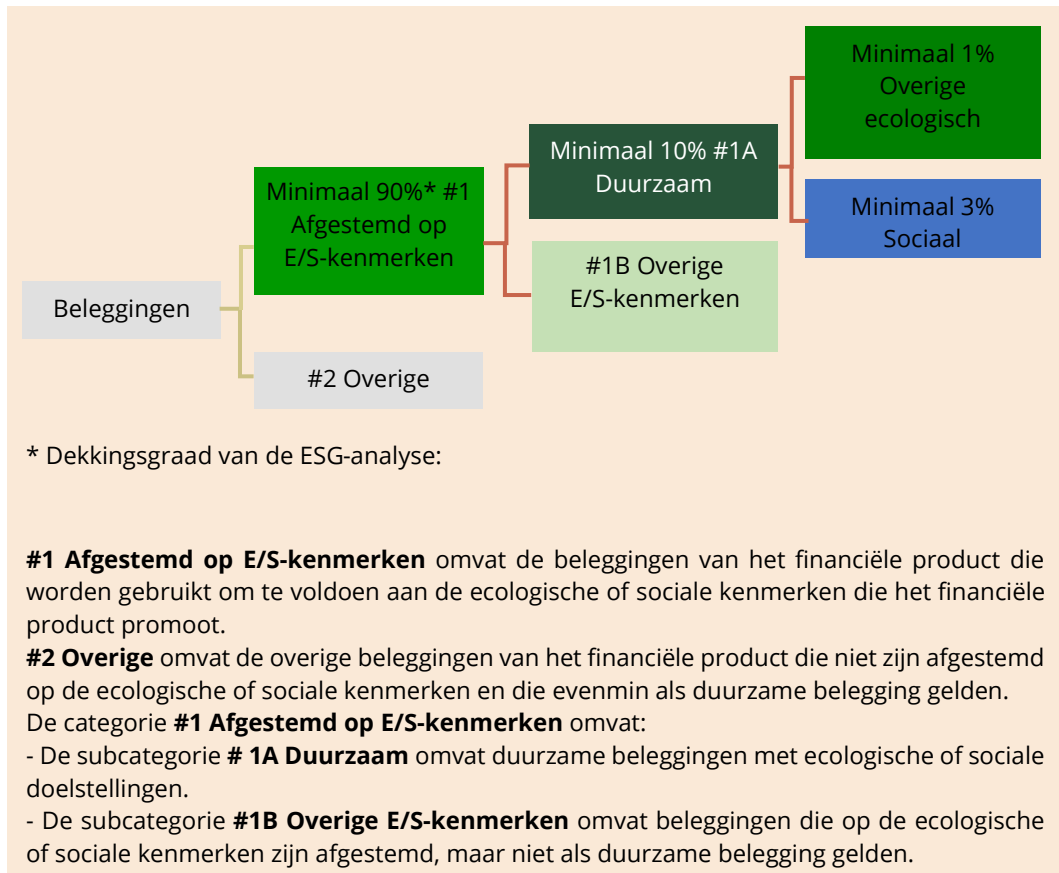 Minimaal 1%
Overige
ecologisch
Minimaal 10% #1A
Duurzaam
Minimaal 90%* #1
Afgestemd op
E/S-kenmerken
Minimaal 3%
Sociaal
#1B Overige
E/S-kenmerken
Beleggingen
#2 Overige
* Dekkingsgraad van de ESG-analyse:
#1 Afgestemd op E/S-kenmerken omvat de beleggingen van het financiële product die
worden gebruikt om te voldoen aan de ecologische of sociale kenmerken die het financiële
product promoot.
#2 Overige omvat de overige beleggingen van het financiële product die niet zijn afgestemd
op de ecologische of sociale kenmerken en die evenmin als duurzame belegging gelden.
De categorie #1 Afgestemd op E/S-kenmerken omvat:
- De subcategorie # 1A Duurzaam omvat duurzame beleggingen met ecologische of sociale
doelstellingen.
- De subcategorie #1B Overige E/S-kenmerken omvat beleggingen die op de ecologische
of sociale kenmerken zijn afgestemd, maar niet als duurzame belegging gelden.